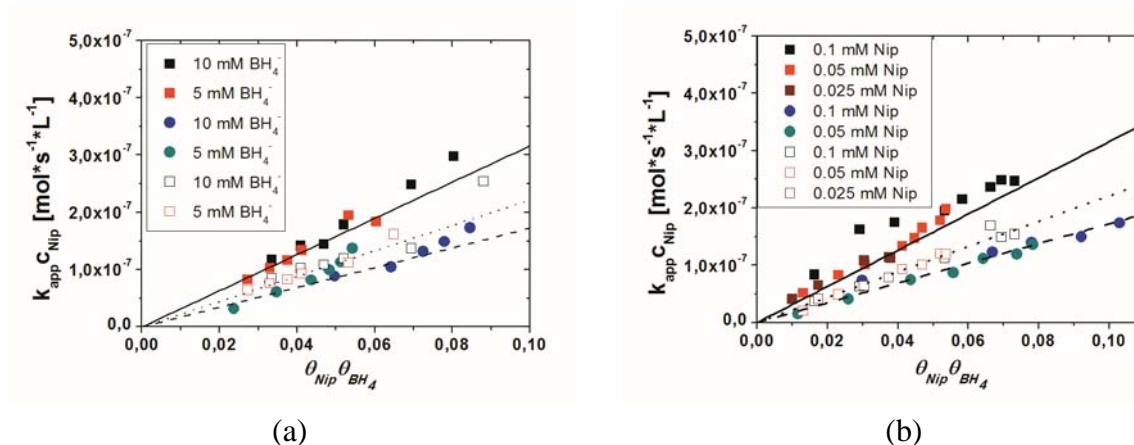 5,0x10⁻⁷
4,0x10⁻⁷
3,0x10⁻⁷
2,0x10⁻⁷
1,0x10⁻⁷
0,0
k_app c_Nip [mol*s⁻¹*L⁻¹]
10 mM BH₄⁻
5 mM BH₄⁻
10 mM BH₄⁻
5 mM BH₄⁻
10 mM BH₄⁻
5 mM BH₄⁻
0,00 0,02 0,04 0,06 0,08 0,10
θ_Nip θ_BH₄
(a)
5,0x10⁻⁷
4,0x10⁻⁷
3,0x10⁻⁷
2,0x10⁻⁷
1,0x10⁻⁷
0,0
k_app c_Nip [mol*s⁻¹*L⁻¹]
0.1 mM Nip
0.05 mM Nip
0.025 mM Nip
0.1 mM Nip
0.05 mM Nip
0.1 mM Nip
0.05 mM Nip
0.025 mM Nip
0,00 0,02 0,04 0,06 0,08 0,10
θ_Nip θ_BH₄
(b)